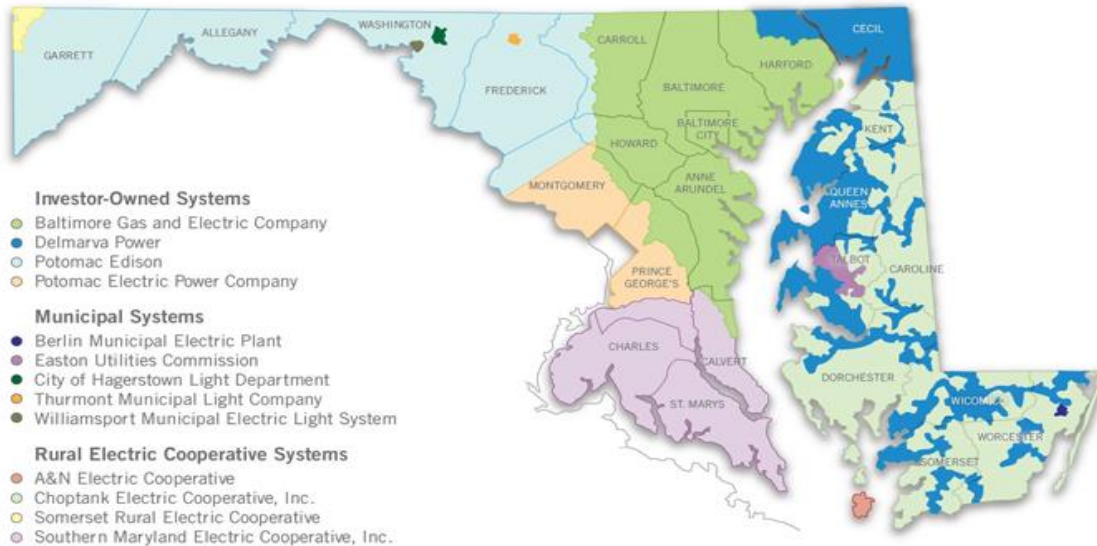 WASHINGTON
CECIL
ALLEGANY
CARROLL
GARRETT
HARFORD
FREDERICK
BALTIMORE
BALTIMORE
CITY
KENT
HOWARD
ANNE
ARUNDEL
MONTGOMERY
QUEEN
ANNES
TALBOT
CAROLINE
PRINCE
GEORGE'S
CHARLES
CALVERT
DORCHESTER
ST. MARYS
WICOMICO
WORCESTER
SOMERSET
Investor-Owned Systems
Baltimore Gas and Electric Company
Delmarva Power
Potomac Edison
Potomac Electric Power Company
Municipal Systems
Berlin Municipal Electric Plant
Easton Utilities Commission
City of Hagerstown Light Department
Thurmont Municipal Light Company
Williamsport Municipal Electric Light System
Rural Electric Cooperative Systems
A&N Electric Cooperative
Choptank Electric Cooperative, Inc.
Somerset Rural Electric Cooperative
Southern Maryland Electric Cooperative, Inc.